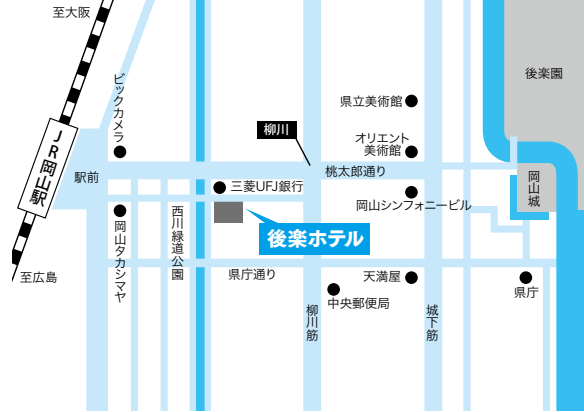 至大阪
後楽園
ビックカメラ
県立美術館
JR岡山駅
柳川
オリエント
美術館
桃太郎通り
駅前
岡山城
三菱UFJ銀行
岡山シンフォニービル
岡山タカシマヤ
西川緑道公園
後楽ホテル
至広島
県庁通り
天満屋
県庁
中央郵便局
柳川筋
城下筋